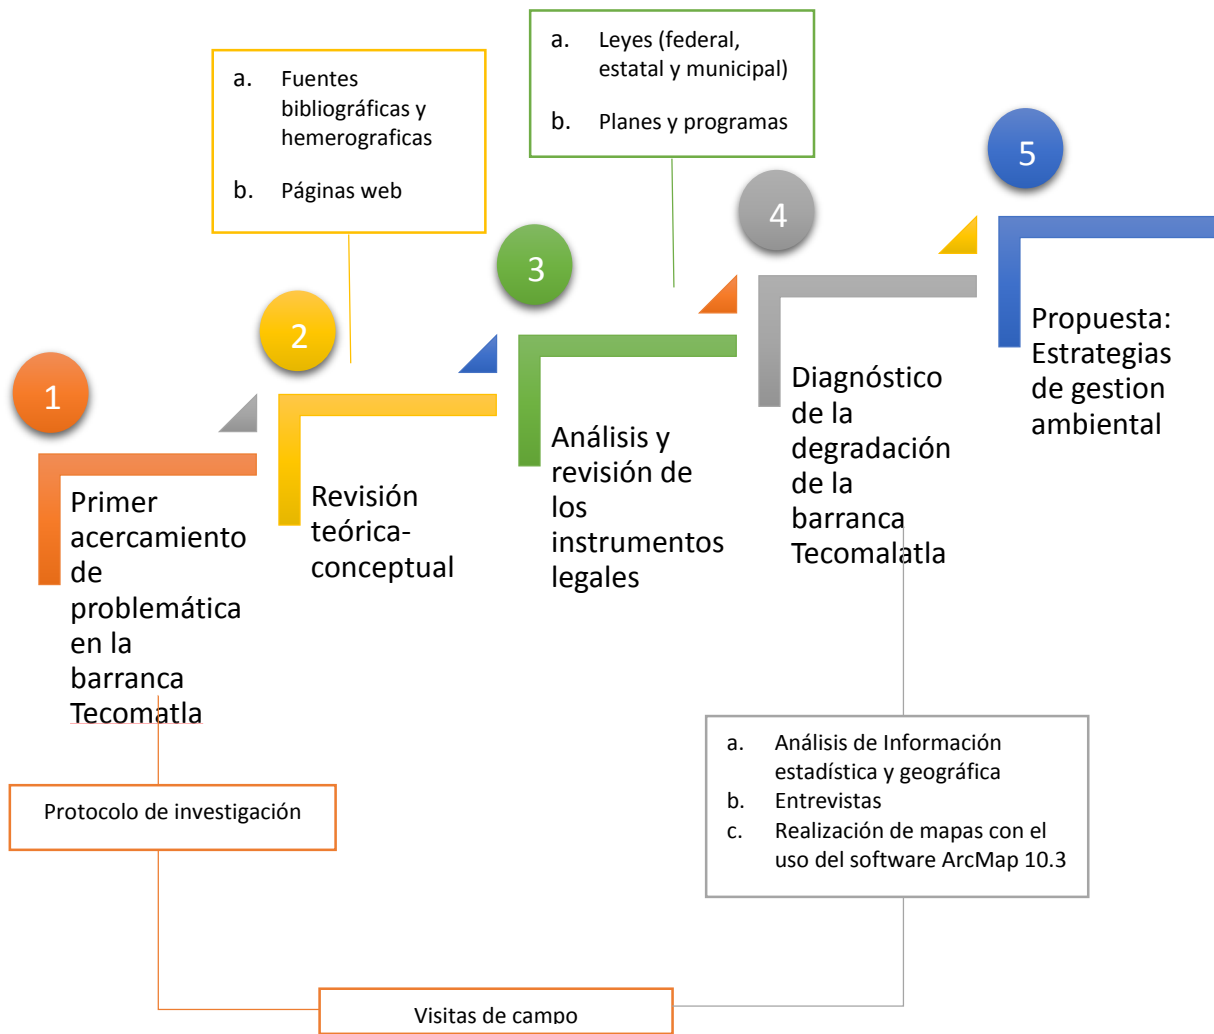 a. Leyes (federal,
estatal y municipal)
b. Planes y programas
a. Fuentes
bibliográficas y
hemerograficas
b. Páginas web
1
Primer
acercamiento
de
problemática
en la
barranca
Tecomatla
2
Revisión
teórica-
conceptual
3
Análisis y
revisión de
los
instrumentos
legales
4
Diagnóstico
de la
degradación
de la
barranca
Tecomalatla
5
Propuesta:
Estrategias
de gestion
ambiental
Protocolo de investigación
a. Análisis de Información
estadística y geográfica
b. Entrevistas
c. Realización de mapas con el
uso del software ArcMap 10.3
Visitas de campo